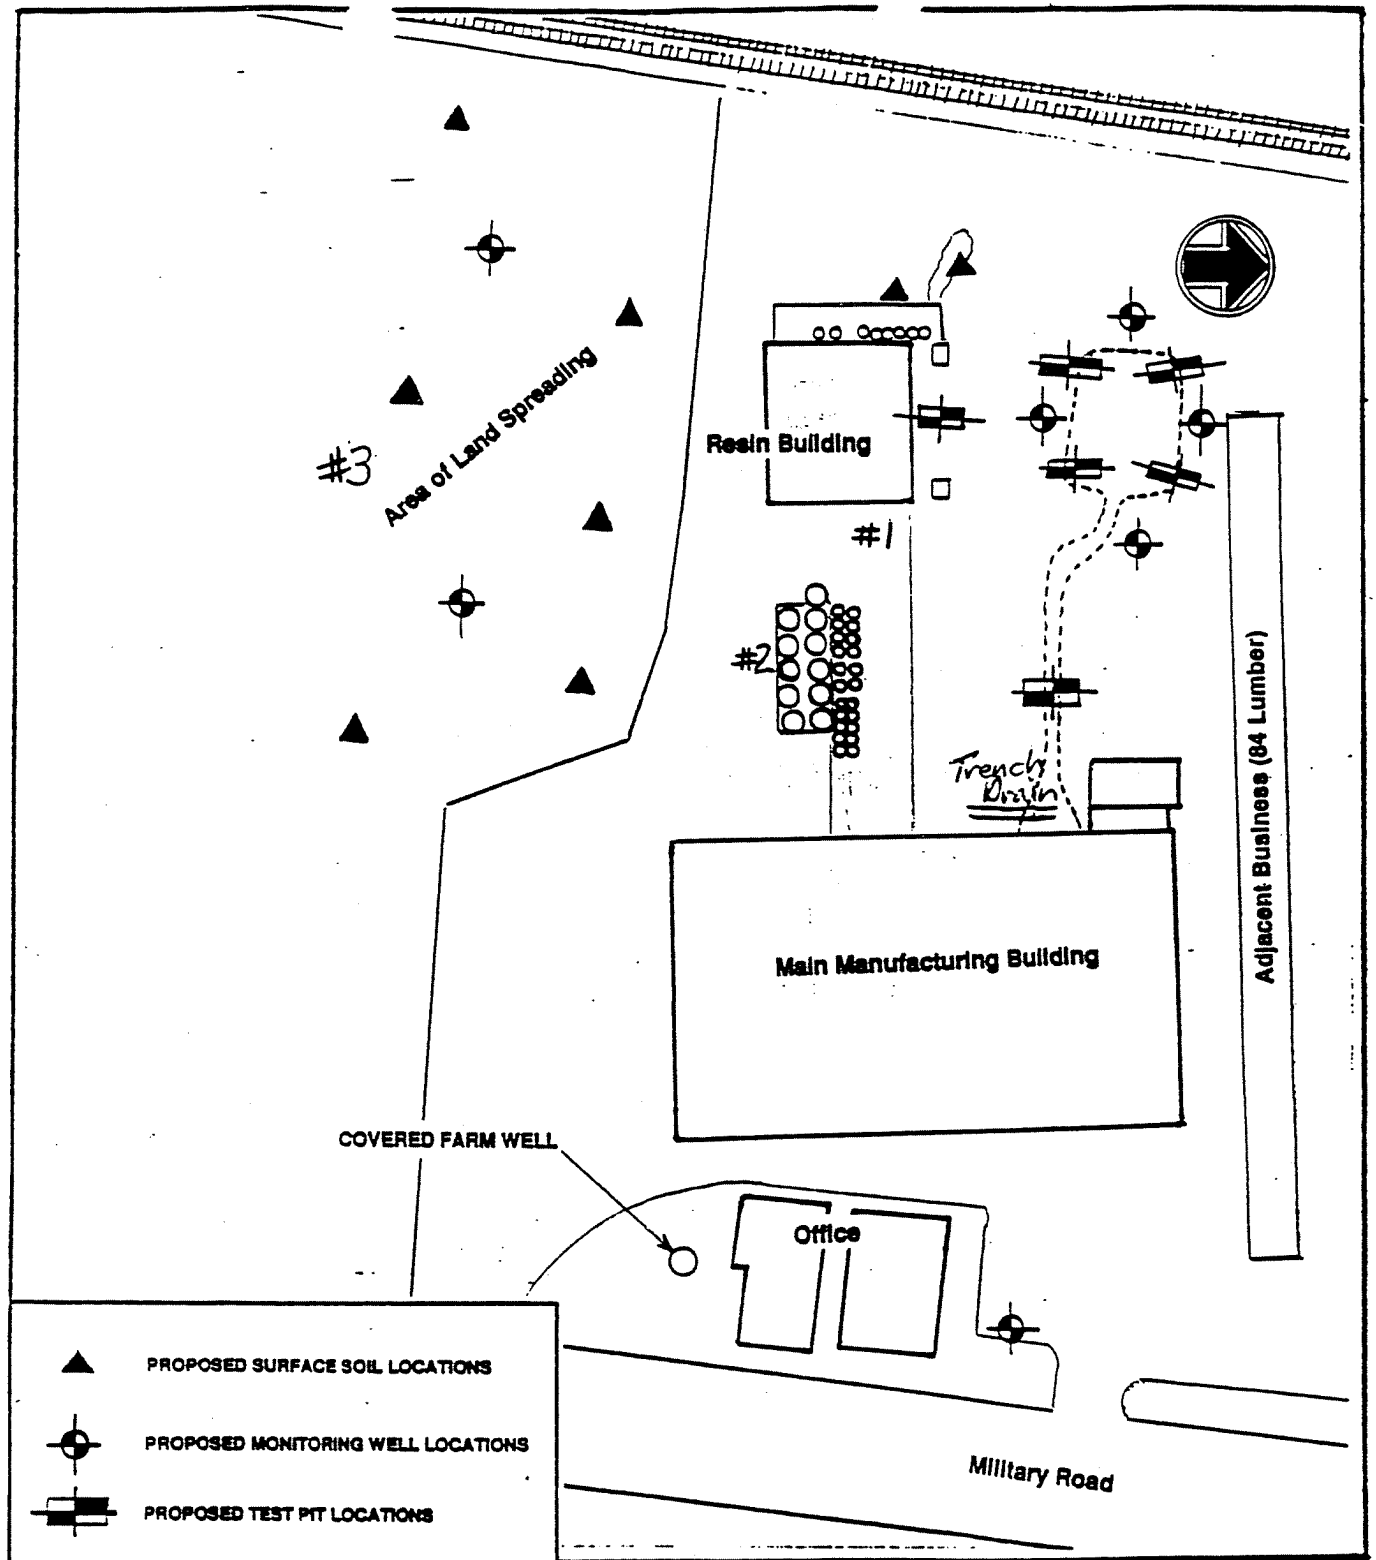 Area of Land Spreading
#3
Resin Building
#1
#2
Trench
Drain
Adjacent Business (84 Lumber)
Main Manufacturing Building
COVERED FARM WELL
Office
PROPOSED SURFACE SOIL LOCATIONS
PROPOSED MONITORING WELL LOCATIONS
PROPOSED TEST PIT LOCATIONS
Military Road